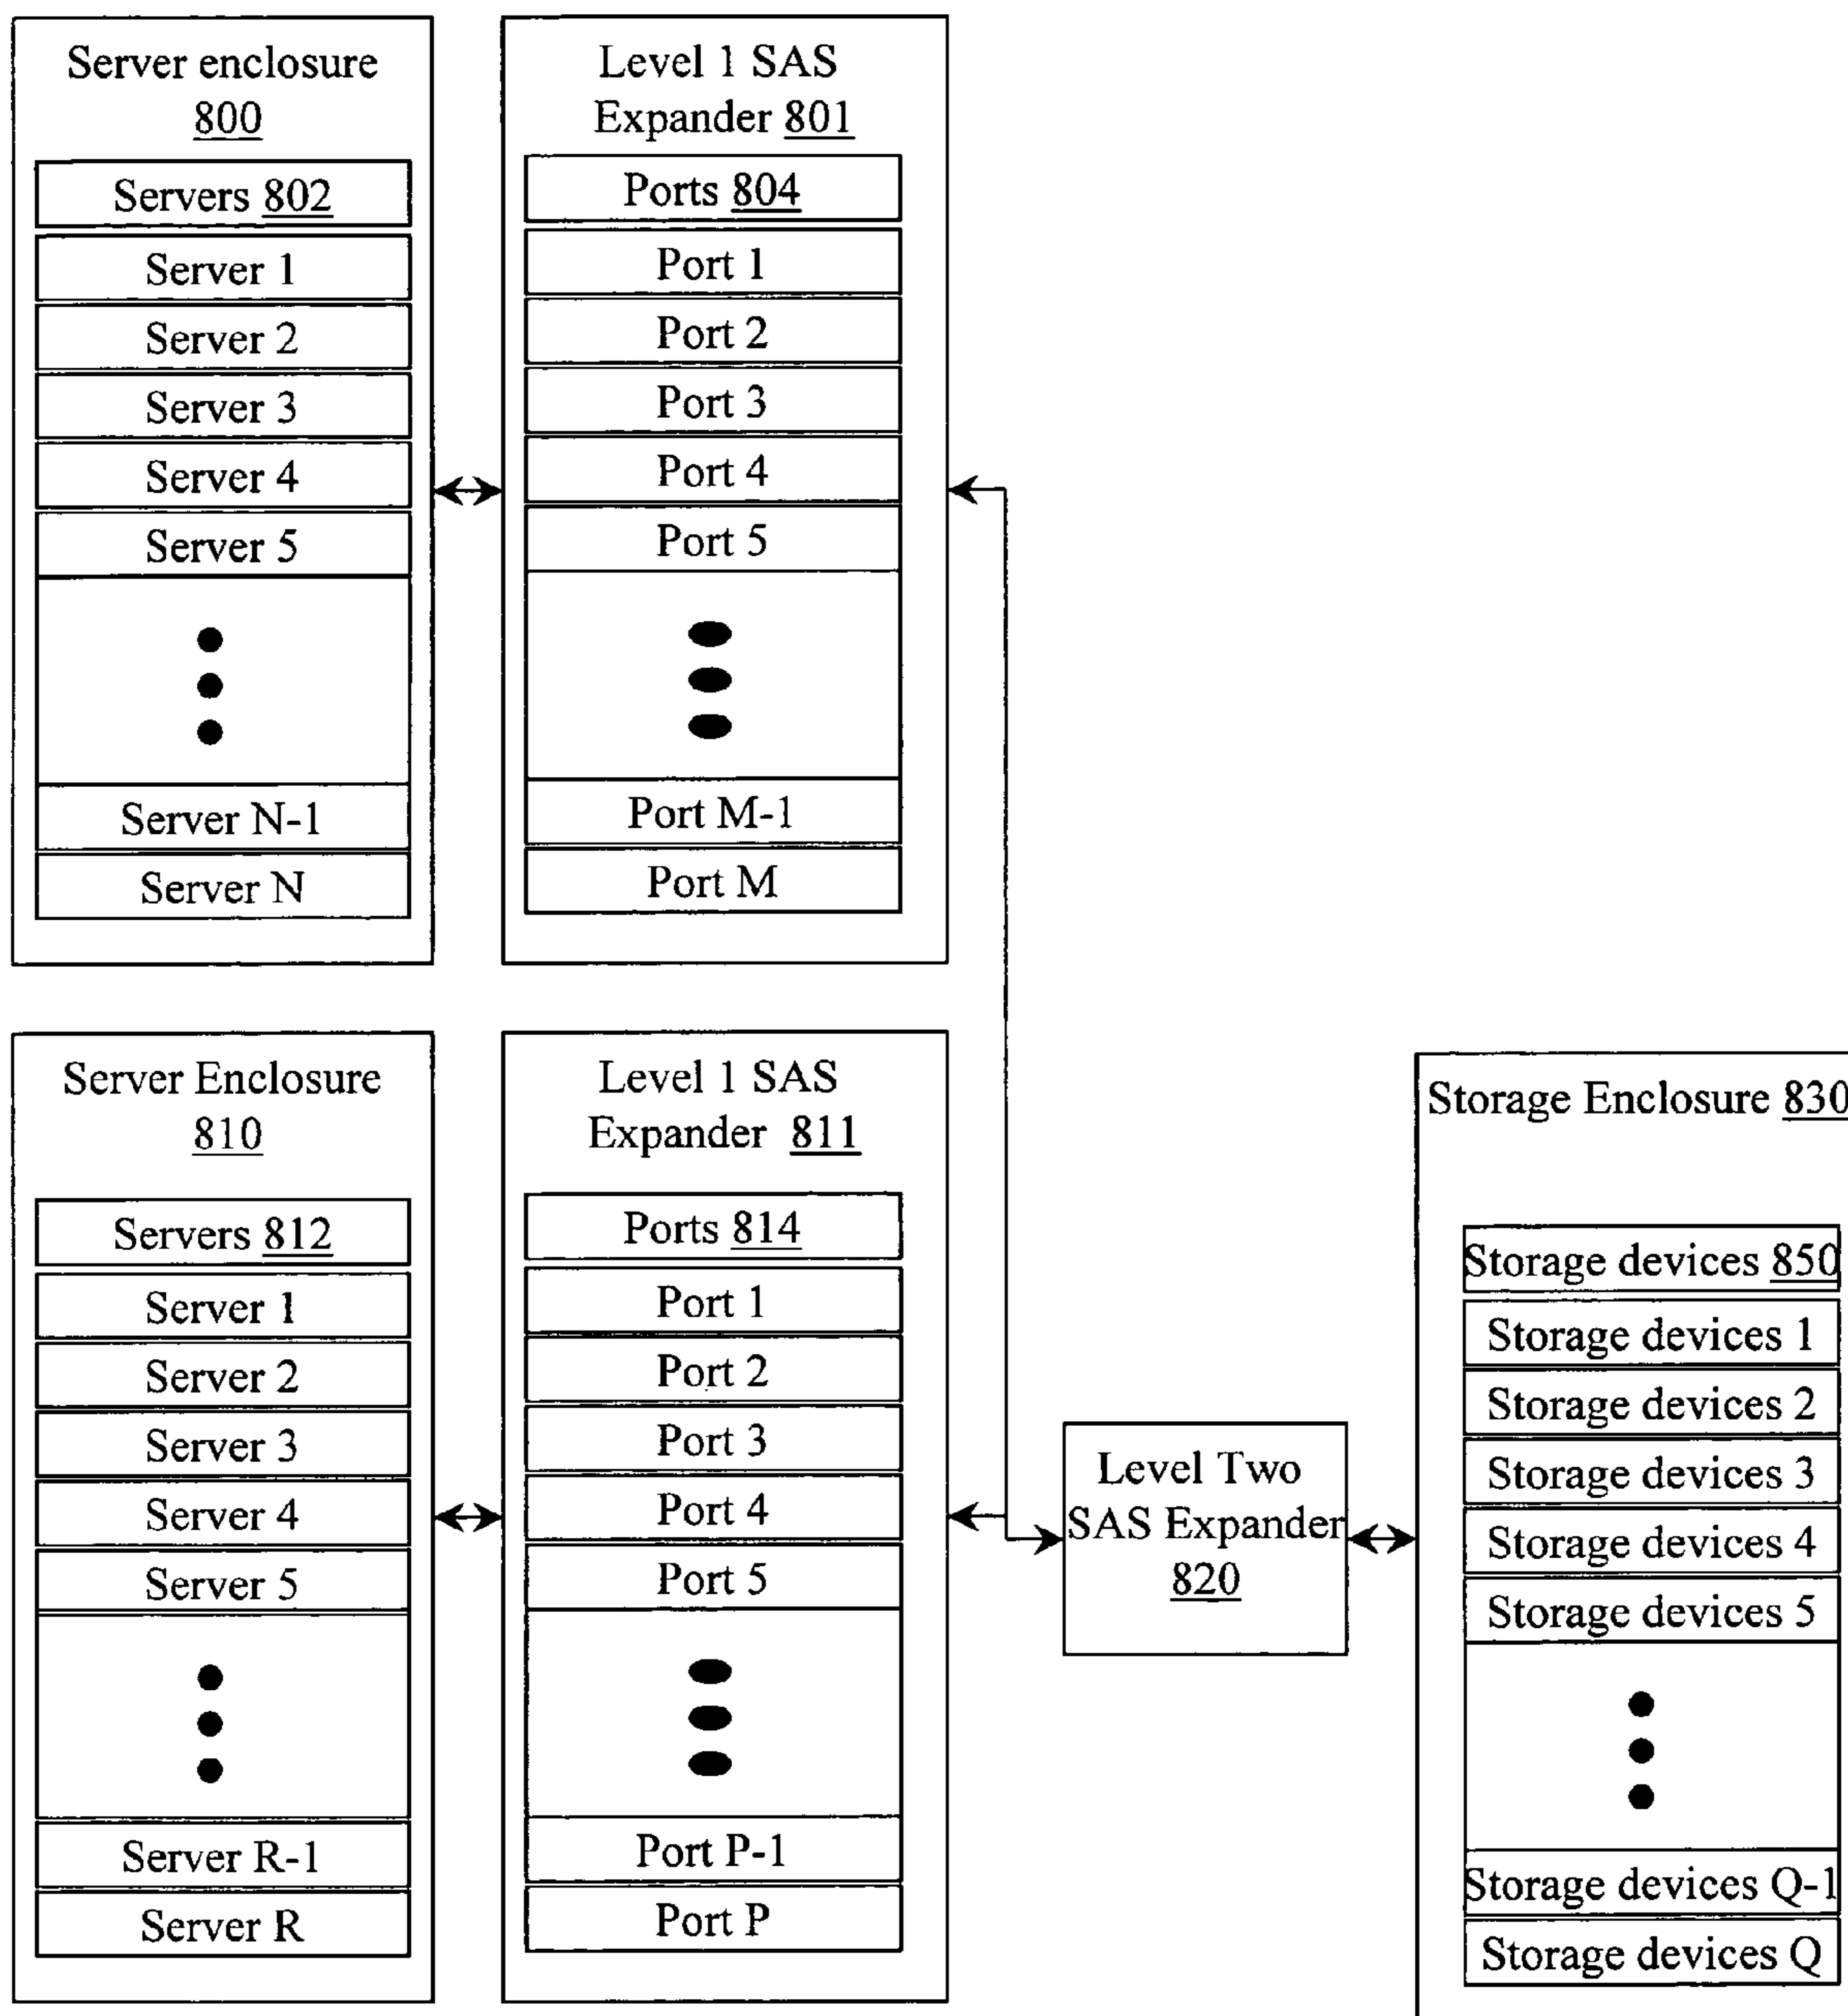 Server enclosure
800
Servers 802
Server 1
Server 2
Server 3
Server 4
Server 5
Server N-1
Server N
Level 1 SAS
Expander 801
Ports 804
Port 1
Port 2
Port 3
Port 4
Port 5
Port M-1
Port M
Server Enclosure
810
Servers 812
Server 1
Server 2
Server 3
Server 4
Server 5
Server R-1
Server R
Level 1 SAS
Expander 811
Ports 814
Port 1
Port 2
Port 3
Port 4
Port 5
Port P-1
Port P
Level Two
SAS Expander
820
Storage Enclosure 830
Storage devices 850
Storage devices 1
Storage devices 2
Storage devices 3
Storage devices 4
Storage devices 5
Storage devices Q-1
Storage devices Q